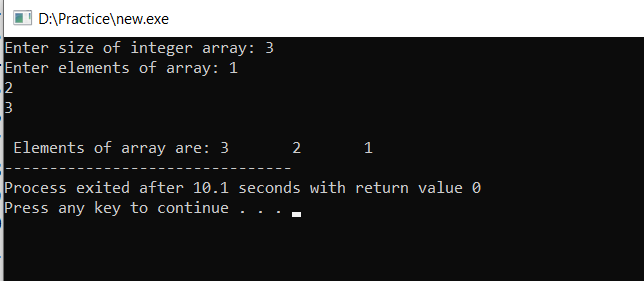 D:\Practice\new.exe
Enter size of integer array: 3
Enter elements of array: 1
2
3
Elements of array are: 3 2 1
--------------------------------
Process exited after 10.1 seconds with return value 0
Press any key to continue . . .